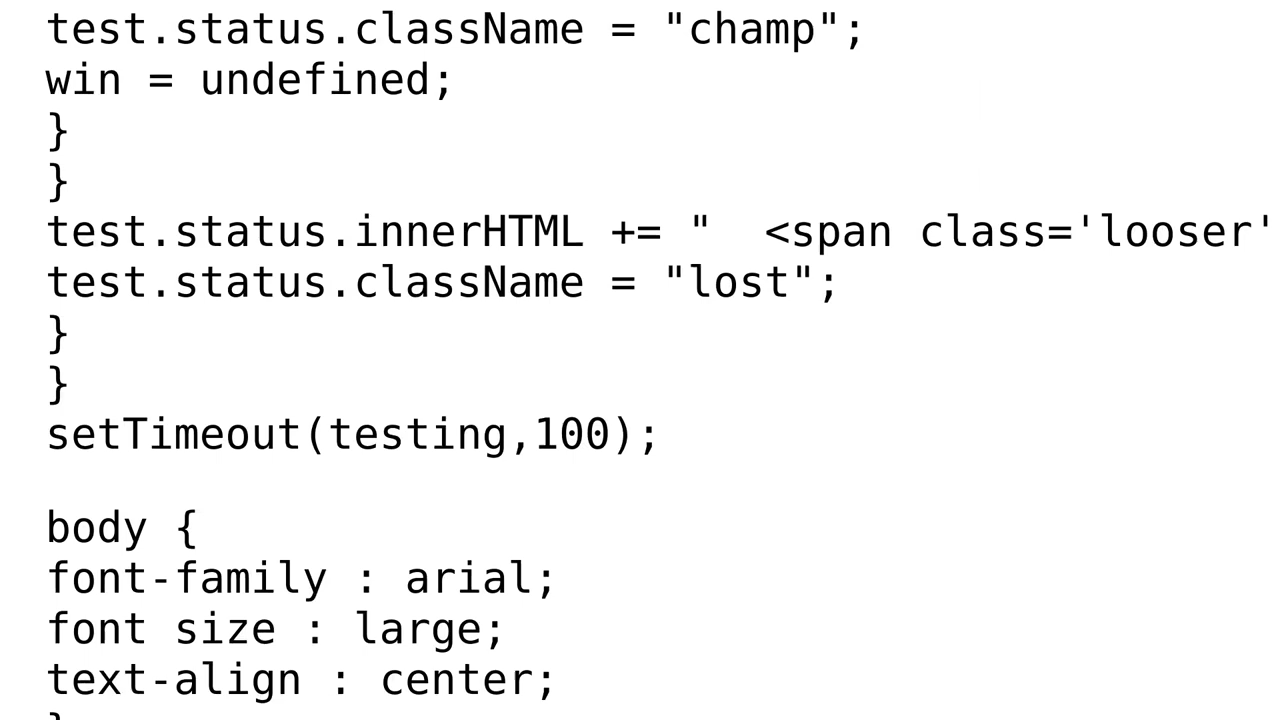 test.status.className = "champ";
win = undefined;
}
}
test.status.innerHTML += "  <span class='looser'
test.status.className = "lost";
}
}
setTimeout(testing,100);

body {
font-family : arial;
font size : large;
text-align : center;
}